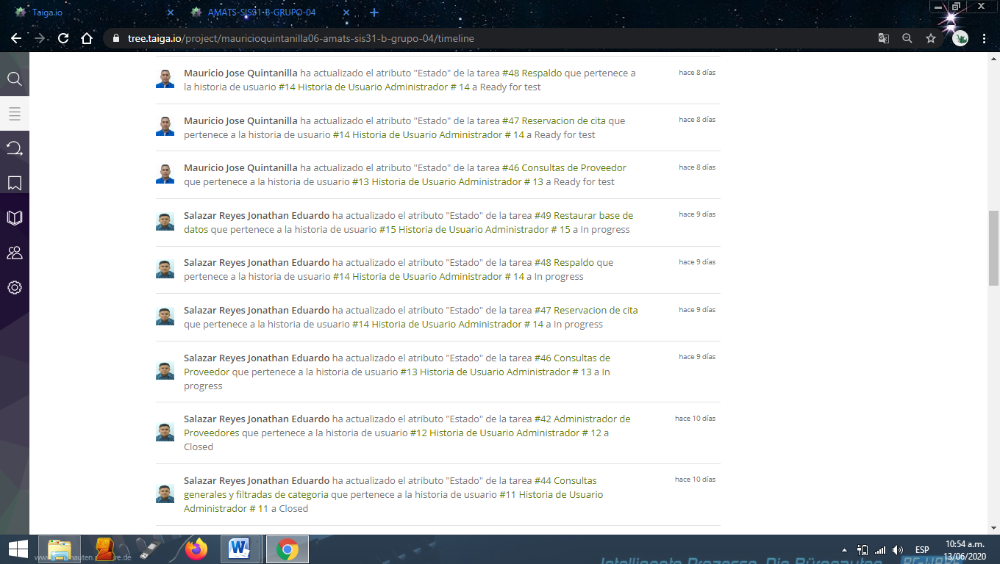 Taiga.io
AMATS-SIS31-B-GRUPO-04
tree.taiga.io/project/mauricioquintanilla06-amats-sis31-b-grupo-04/timeline
Mauricio Jose Quintanilla ha actualizado el atributo "Estado" de la tarea #48 Respaldo que pertenece a
la historia de usuario #14 Historia de Usuario Administrador # 14 a Ready for test
hace 8 días
Mauricio Jose Quintanilla ha actualizado el atributo "Estado" de la tarea #47 Reservacion de cita que
pertenece a la historia de usuario #14 Historia de Usuario Administrador # 14 a Ready for test
hace 8 días
Mauricio Jose Quintanilla ha actualizado el atributo "Estado" de la tarea #46 Consultas de Proveedor
que pertenece a la historia de usuario #13 Historia de Usuario Administrador # 13 a Ready for test
hace 8 días
Salazar Reyes Jonathan Eduardo ha actualizado el atributo "Estado" de la tarea #49 Restaurar base de
datos que pertenece a la historia de usuario #15 Historia de Usuario Administrador # 15 a In progress
hace 9 días
Salazar Reyes Jonathan Eduardo ha actualizado el atributo "Estado" de la tarea #48 Respaldo que
pertenece a la historia de usuario #14 Historia de Usuario Administrador # 14 a In progress
hace 9 días
Salazar Reyes Jonathan Eduardo ha actualizado el atributo "Estado" de la tarea #47 Reservacion de cita
que pertenece a la historia de usuario #14 Historia de Usuario Administrador # 14 a In progress
hace 9 días
Salazar Reyes Jonathan Eduardo ha actualizado el atributo "Estado" de la tarea #46 Consultas de
Proveedor que pertenece a la historia de usuario #13 Historia de Usuario Administrador # 13 a In
progress
hace 9 días
Salazar Reyes Jonathan Eduardo ha actualizado el atributo "Estado" de la tarea #42 Administrador de
Proveedores que pertenece a la historia de usuario #12 Historia de Usuario Administrador # 12 a
Closed
hace 10 días
Salazar Reyes Jonathan Eduardo ha actualizado el atributo "Estado" de la tarea #44 Consultas
generales y filtradas de categoria que pertenece a la historia de usuario #11 Historia de Usuario
Administrador # 11 a Closed
hace 10 días
ESP
10:54 a.m.
13/06/2020